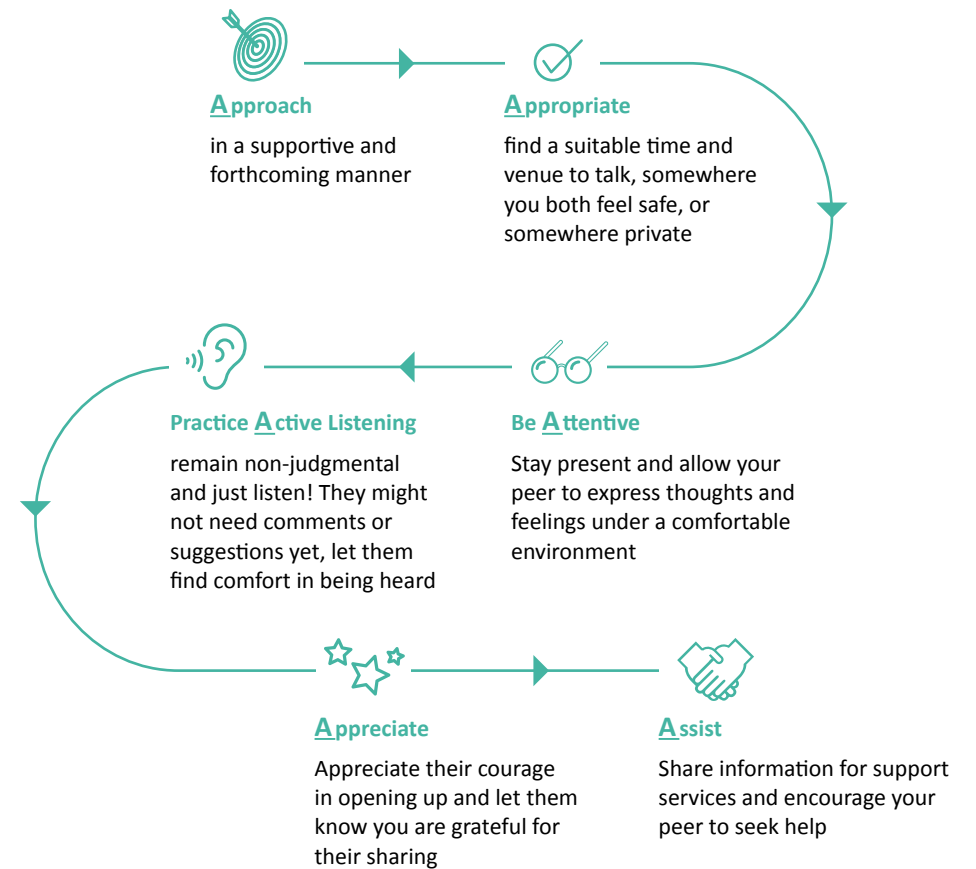 Approach
in a supportive and
forthcoming manner
Appropriate
find a suitable time and
venue to talk, somewhere
you both feel safe, or
somewhere private
Be Attentive
Stay present and allow your
peer to express thoughts and
feelings under a comfortable
environment
Practice Active Listening
remain non-judgmental
and just listen! They might
not need comments or
suggestions yet, let them
find comfort in being heard
Appreciate
Appreciate their courage
in opening up and let them
know you are grateful for
their sharing
Assist
Share information for support
services and encourage your
peer to seek help